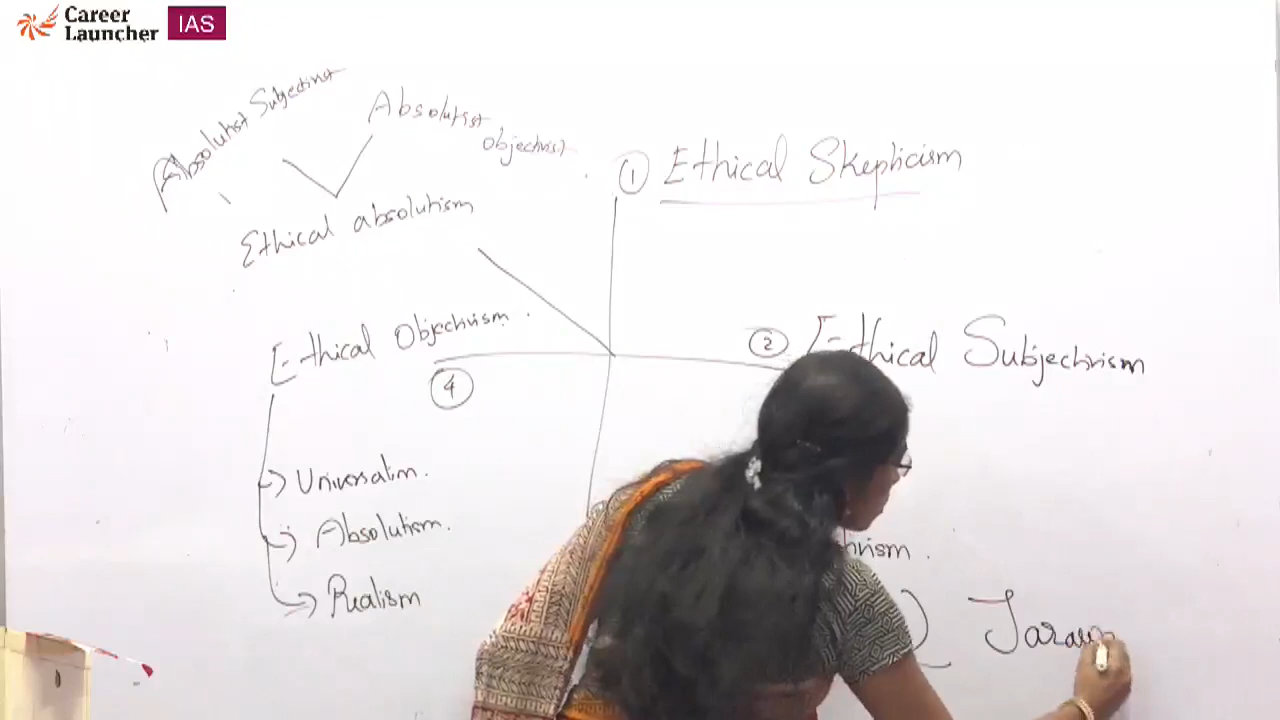 Career
Launcher
IAS
Absolutist Subjectivist
Absolutist
Objectivist
① Ethical Skepticism
Ethical absolutism
② Ethical Subjectivism
Ethical Objectivism.
④
Universalim.
Absolutism.
Realism